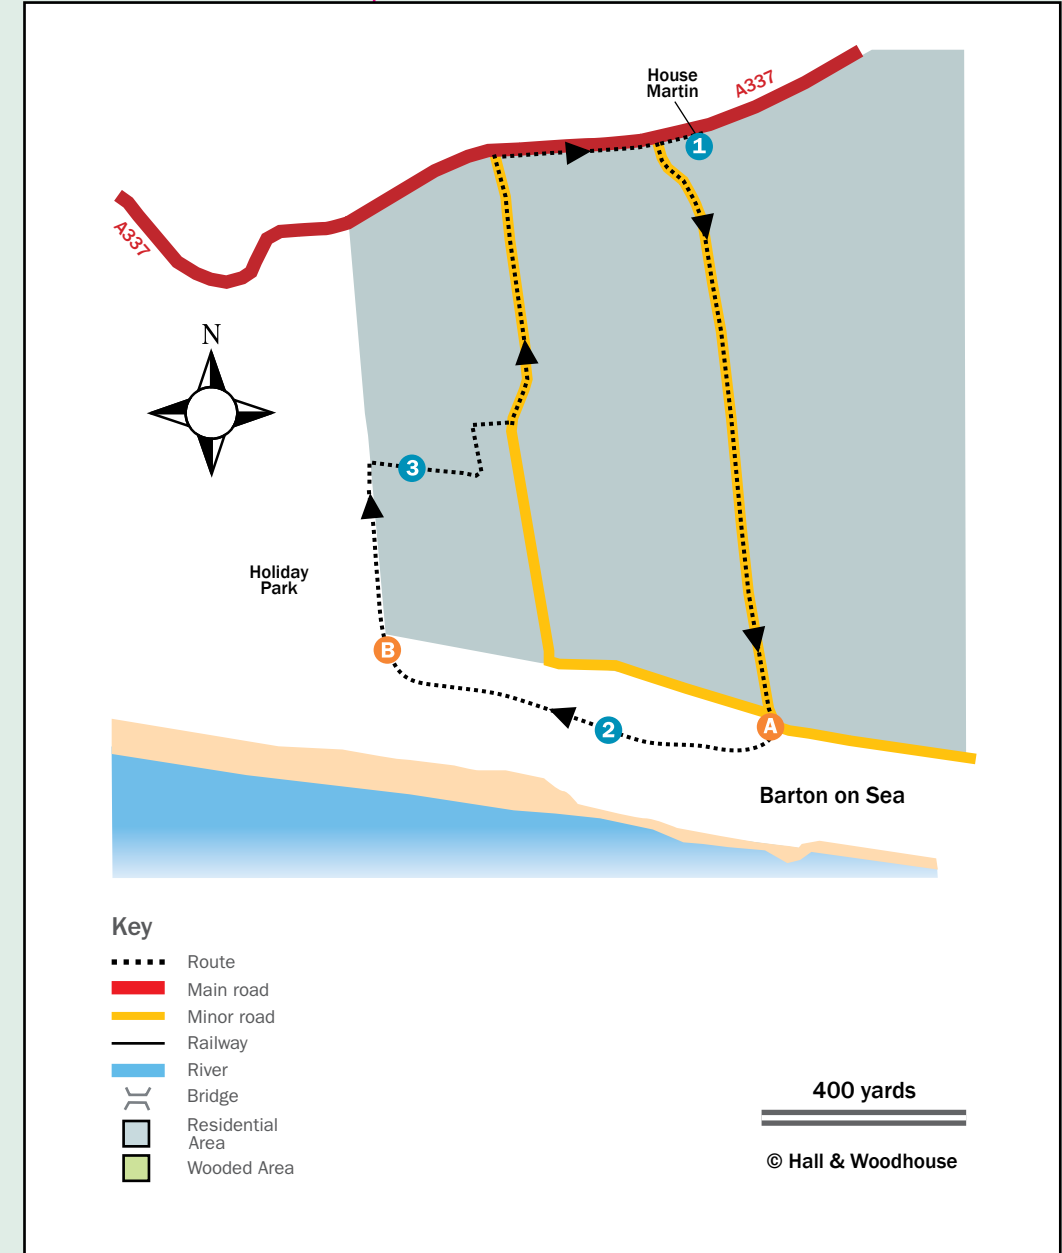 House
Martin
A337
1
A337
N
3
Holiday
Park
B
2
A
Barton on Sea
Key
Route
Main road
Minor road
Railway
River
Bridge
Residential
Area
Wooded Area
400 yards
© Hall & Woodhouse